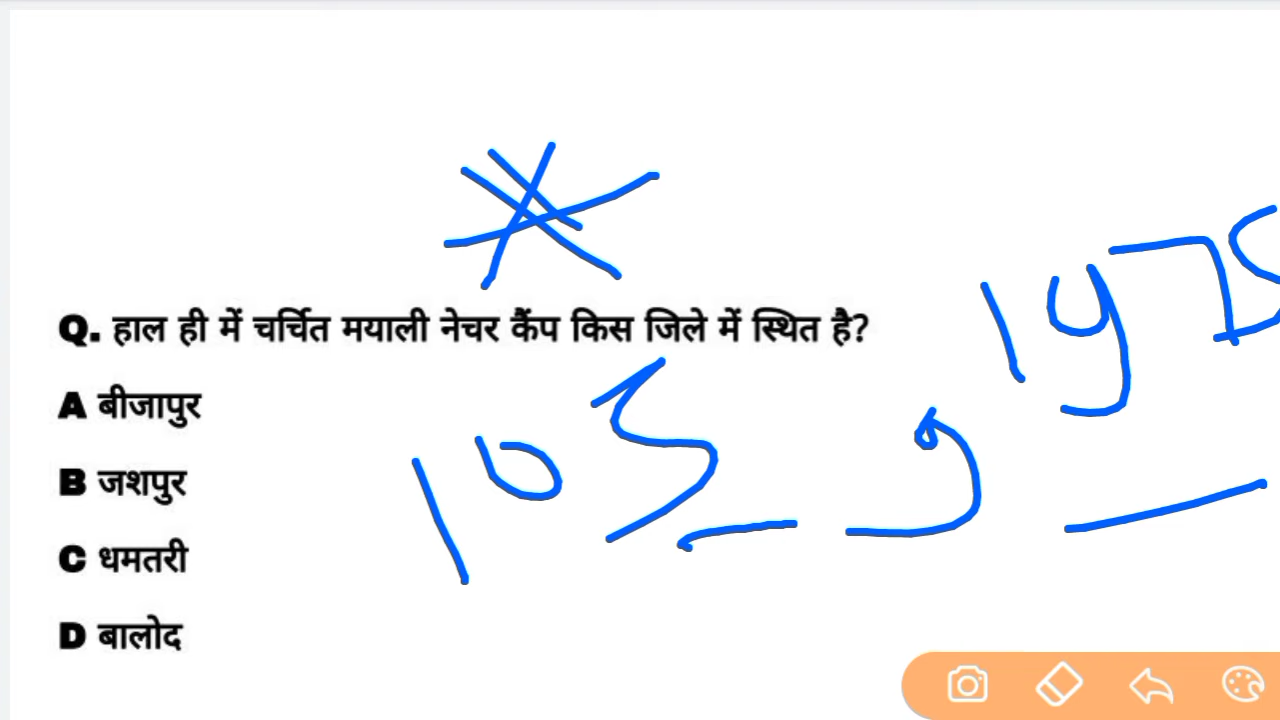 Q. हाल ही में चर्चित मयाली नेचर कैंप किस जिले में स्थित है?
A बीजापुर
B जशपुर
C धमतरी
D बालोद